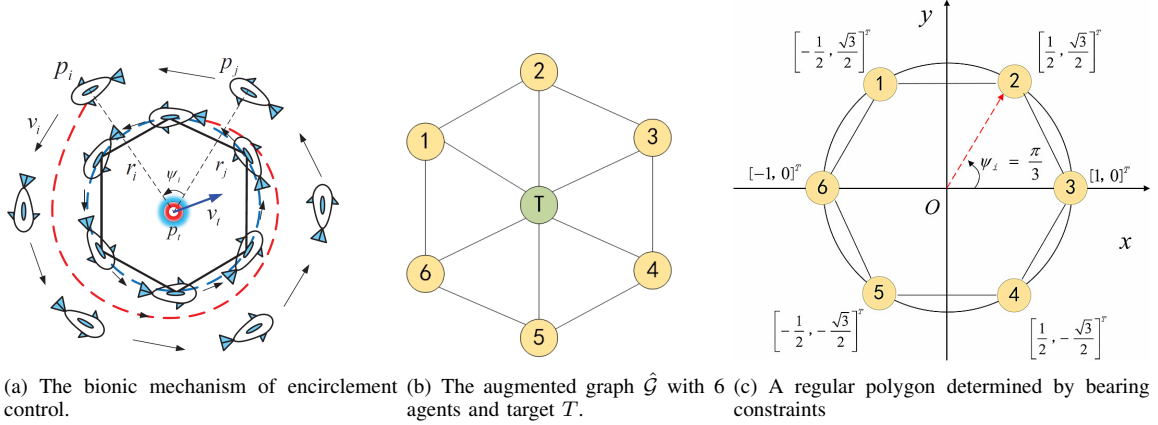 p_i
p_j
v_i
r_i
ψ_i
r_j
v_t
p_t
2
1
3
T
6
4
5
y
[-1/2, √3/2]^T
[1/2, √3/2]^T
1
2
ψ_i = π/3
[-1, 0]^T
6
3
[1, 0]^T
O
x
5
4
[-1/2, -√3/2]^T
[1/2, -√3/2]^T
(a) The bionic mechanism of encirclement
control.
(b) The augmented graph Ĝ with 6
agents and target T.
(c) A regular polygon determined by bearing
constraints